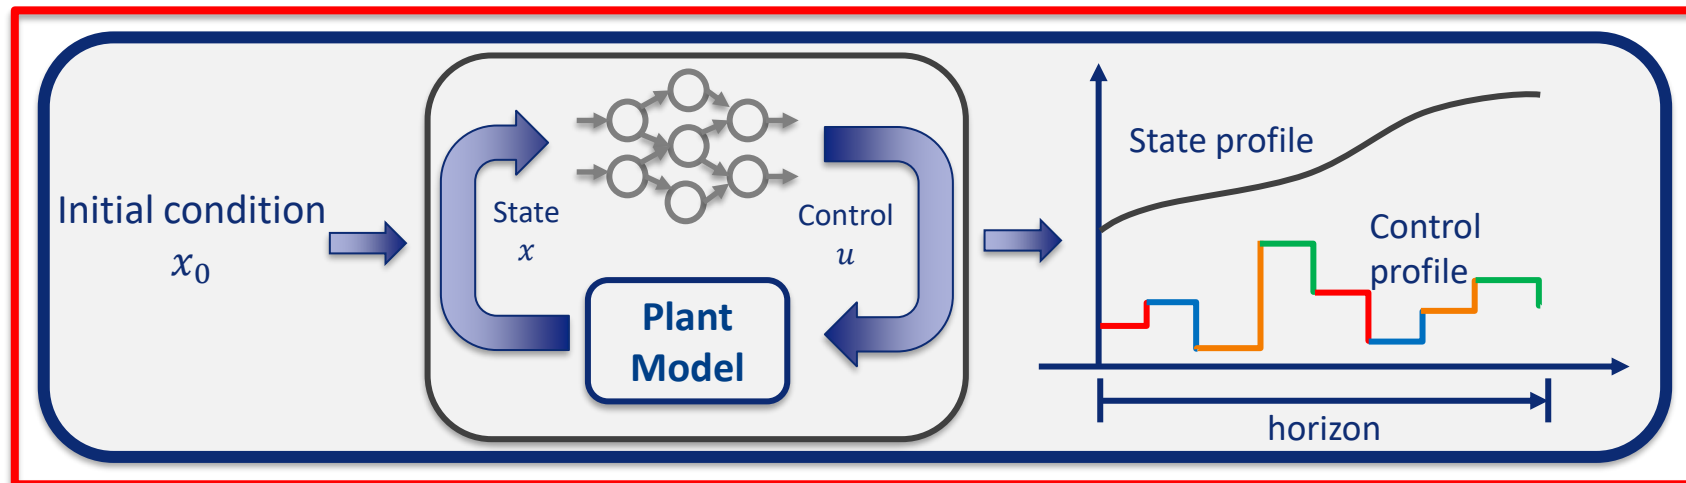 Initial condition
x₀
State
x
Control
u
Plant
Model
State profile
Control
profile
horizon